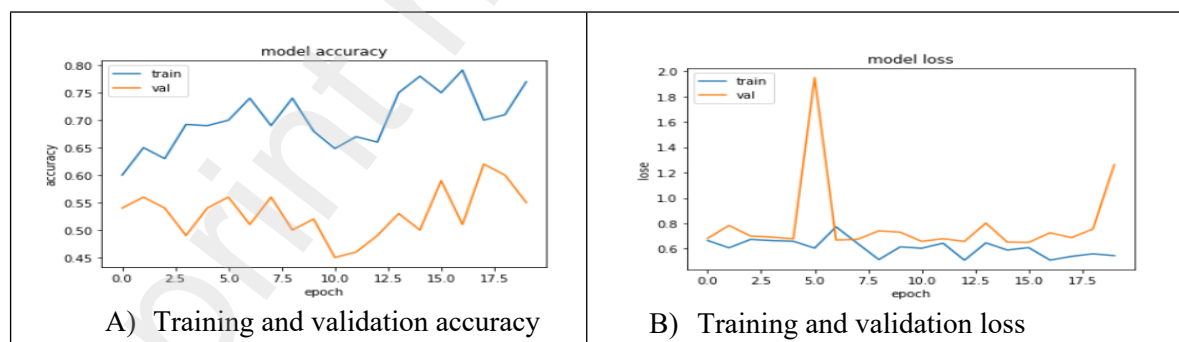 model accuracy
train
val
0.80
0.75
0.70
0.65
0.60
0.55
0.50
0.45
accuracy
0.0 2.5 5.0 7.5 10.0 12.5 15.0 17.5
epoch
A) Training and validation accuracy
model loss
train
val
2.0
1.8
1.6
1.4
1.2
1.0
0.8
0.6
lose
0.0 2.5 5.0 7.5 10.0 12.5 15.0 17.5
epoch
B) Training and validation loss
print